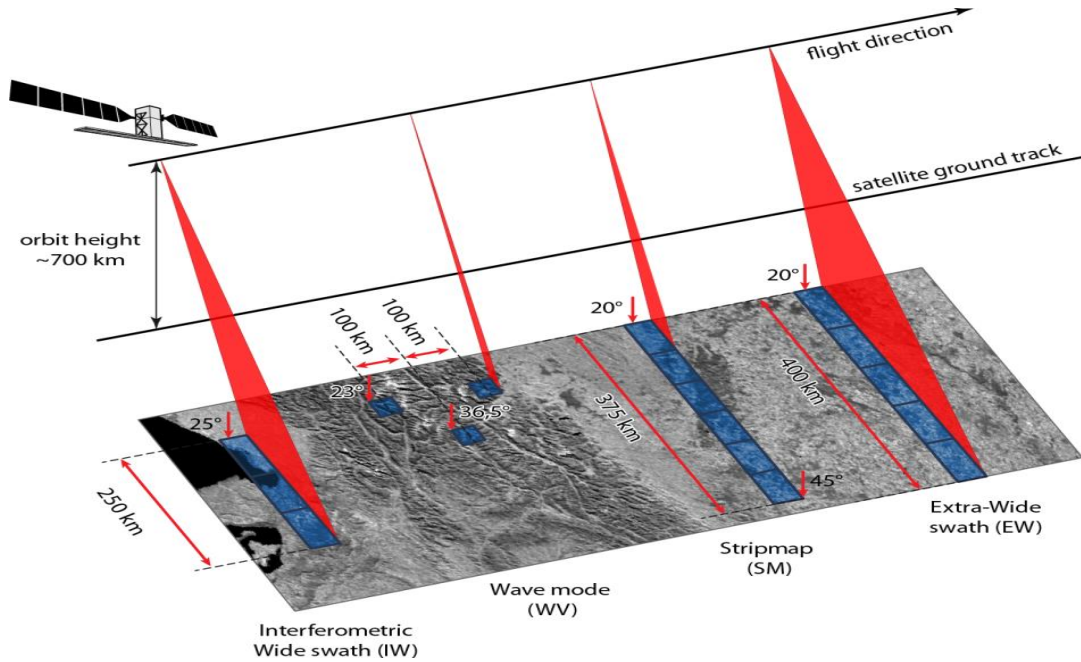 flight direction
satellite ground track
orbit height
~700 km
100 km
100 km
23°
36,5°
25°
250 km
20°
375 km
45°
20°
400 km
Interferometric
Wide swath (IW)
Wave mode
(WV)
Stripmap
(SM)
Extra-Wide
swath (EW)